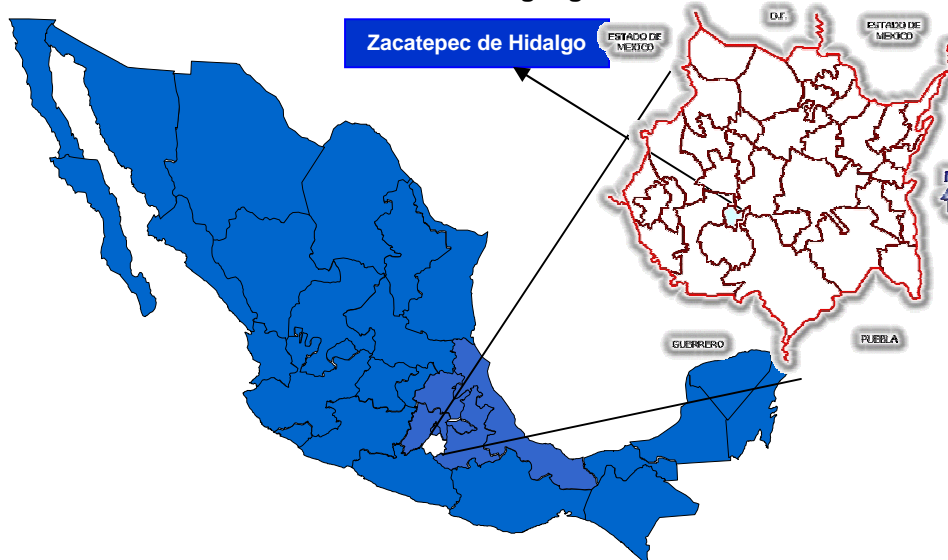 Zacatepec de Hidalgo
ESTADO DE
MEXICO
D.F.
ESTADO DE
MEXICO
GUERRERO
PUEBLA